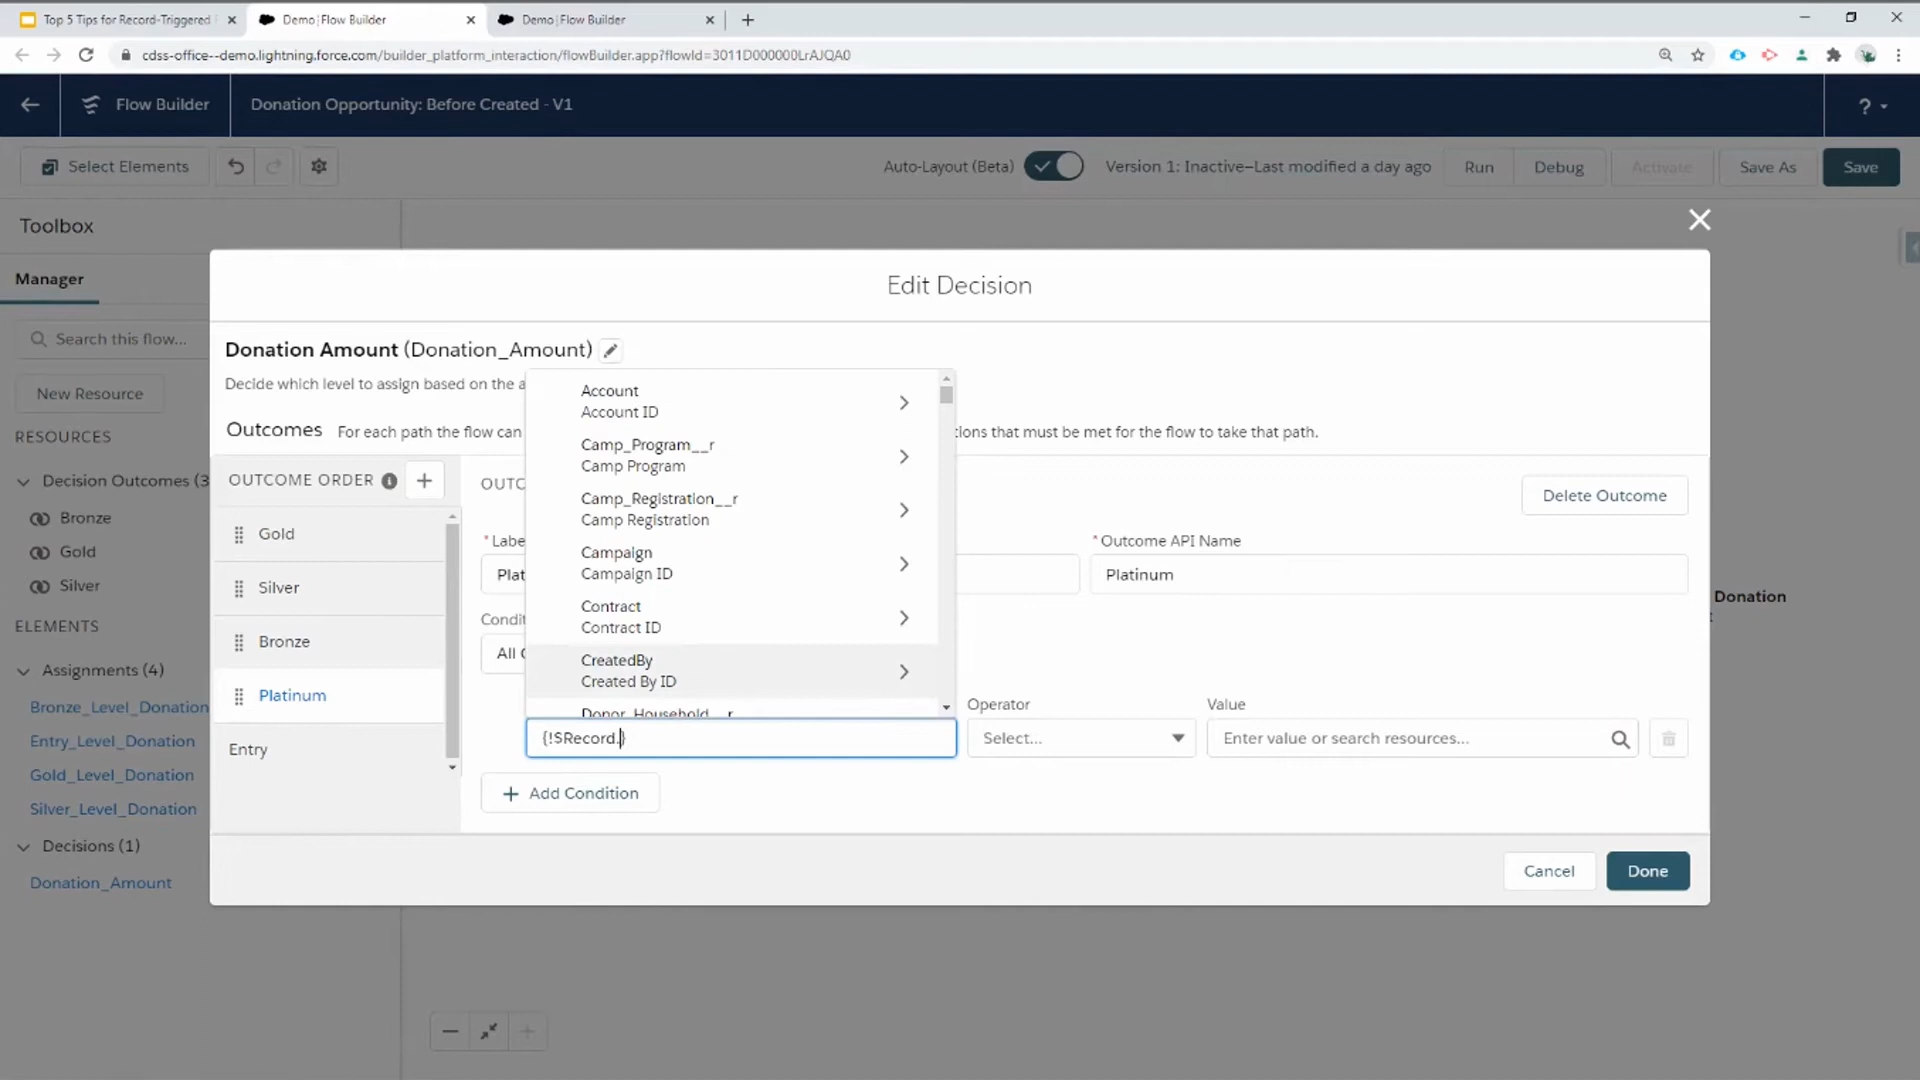 Top 5 Tips for Record-Triggered
Demo | Flow Builder
Demo | Flow Builder
cdss-office--demo.lightning.force.com/builder_platform_interaction/flowBuilder.app?flowId=3011D000000LrAJQA0
Flow Builder
Donation Opportunity: Before Created - V1
?
Select Elements
Auto-Layout (Beta)
Version 1: Inactive—Last modified a day ago
Run
Debug
Activate
Save As
Save
Toolbox
Manager
Search this flow...
New Resource
RESOURCES
Decision Outcomes (3
Bronze
Gold
Silver
ELEMENTS
Assignments (4)
Bronze_Level_Donation
Entry_Level_Donation
Gold_Level_Donation
Silver_Level_Donation
Decisions (1)
Donation_Amount
Edit Decision
Donation Amount (Donation_Amount)
Decide which level to assign based on the a
Outcomes
For each path the flow can
tions that must be met for the flow to take that path.
OUTCOME ORDER
Gold
Silver
Bronze
Platinum
Entry
OUTC
Delete Outcome
* Labe
Plat
* Outcome API Name
Platinum
Condit
All C
Account
Account ID
Camp_Program__r
Camp Program
Camp_Registration__r
Camp Registration
Campaign
Campaign ID
Contract
Contract ID
CreatedBy
Created By ID
Donor_Household__r
{!$Record.}
Operator
Select...
Value
Enter value or search resources...
+ Add Condition
Cancel
Done
Donation